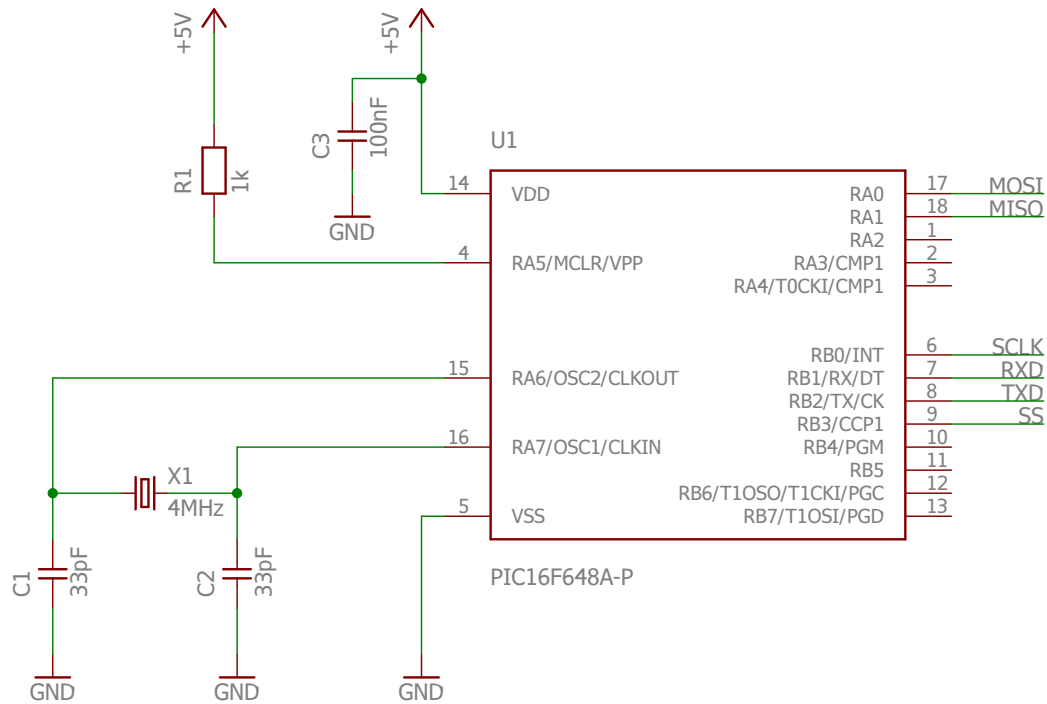 +5V
+5V
C3
100nF
R1
1k
GND
U1
14
VDD
4
RA5/MCLR/VPP
15
RA6/OSC2/CLKOUT
16
RA7/OSC1/CLKIN
5
VSS
RA0
17
MOSI
RA1
18
MISO
RA2
1
RA3/CMP1
2
RA4/T0CKI/CMP1
3
RB0/INT
6
SCLK
RB1/RX/DT
7
RXD
RB2/TX/CK
8
TXD
RB3/CCP1
9
SS
RB4/PGM
10
RB5
11
RB6/T1OSO/T1CKI/PGC
12
RB7/T1OSI/PGD
13
PIC16F648A-P
X1
4MHz
C1
33pF
C2
33pF
GND
GND
GND